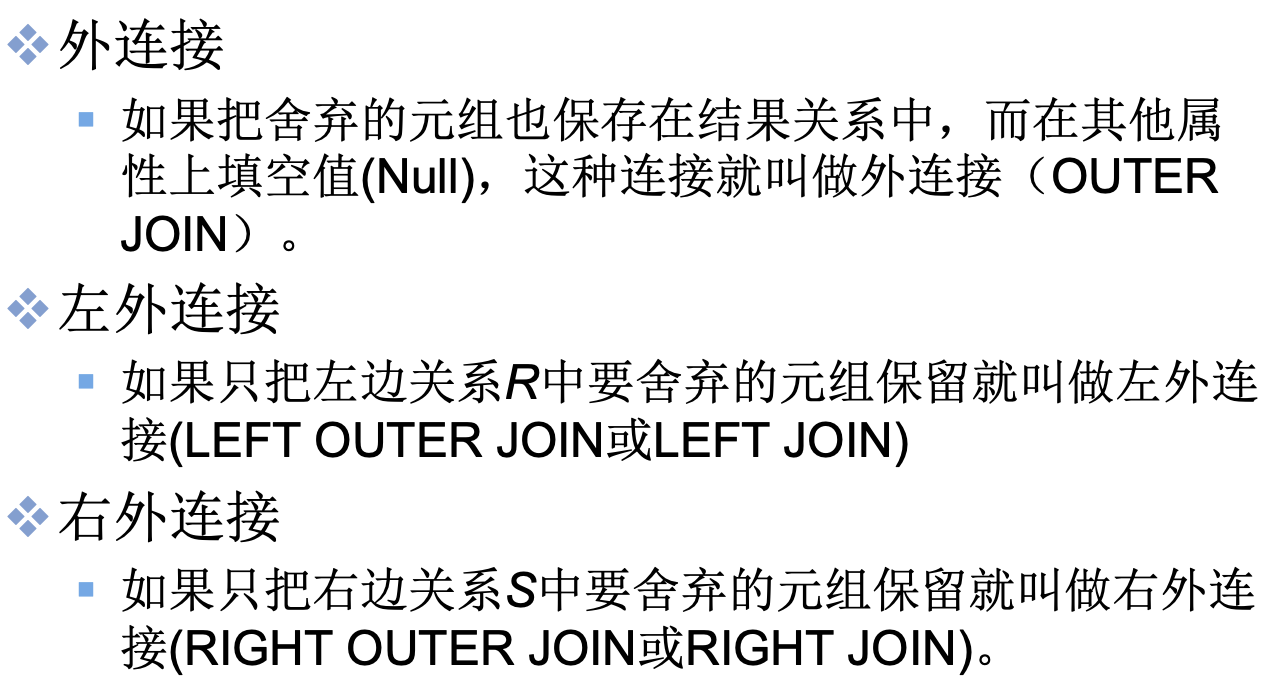 外连接
如果把舍弃的元组也保存在结果关系中，而在其他属
性上填空值(Null)，这种连接就叫做外连接（OUTER
JOIN）。
左外连接
如果只把左边关系R中要舍弃的元组保留就叫做左外连
接(LEFT OUTER JOIN或LEFT JOIN)
右外连接
如果只把右边关系S中要舍弃的元组保留就叫做右外连
接(RIGHT OUTER JOIN或RIGHT JOIN)。